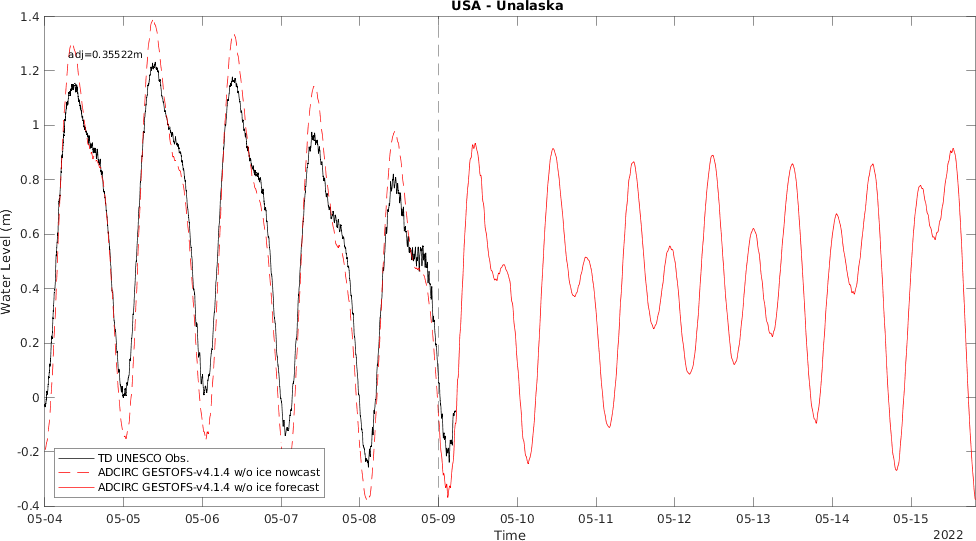 USA - Unalaska
1.4
1.2
1
0.8
0.6
0.4
0.2
0
-0.2
-0.4
Water Level (m)
adj=0.35522m
TD UNESCO Obs.
ADCIRC GESTOFS-v4.1.4 w/o ice nowcast
ADCIRC GESTOFS-v4.1.4 w/o ice forecast
05-04 05-05 05-06 05-07 05-08 05-09 05-10 05-11 05-12 05-13 05-14 05-15
Time
2022